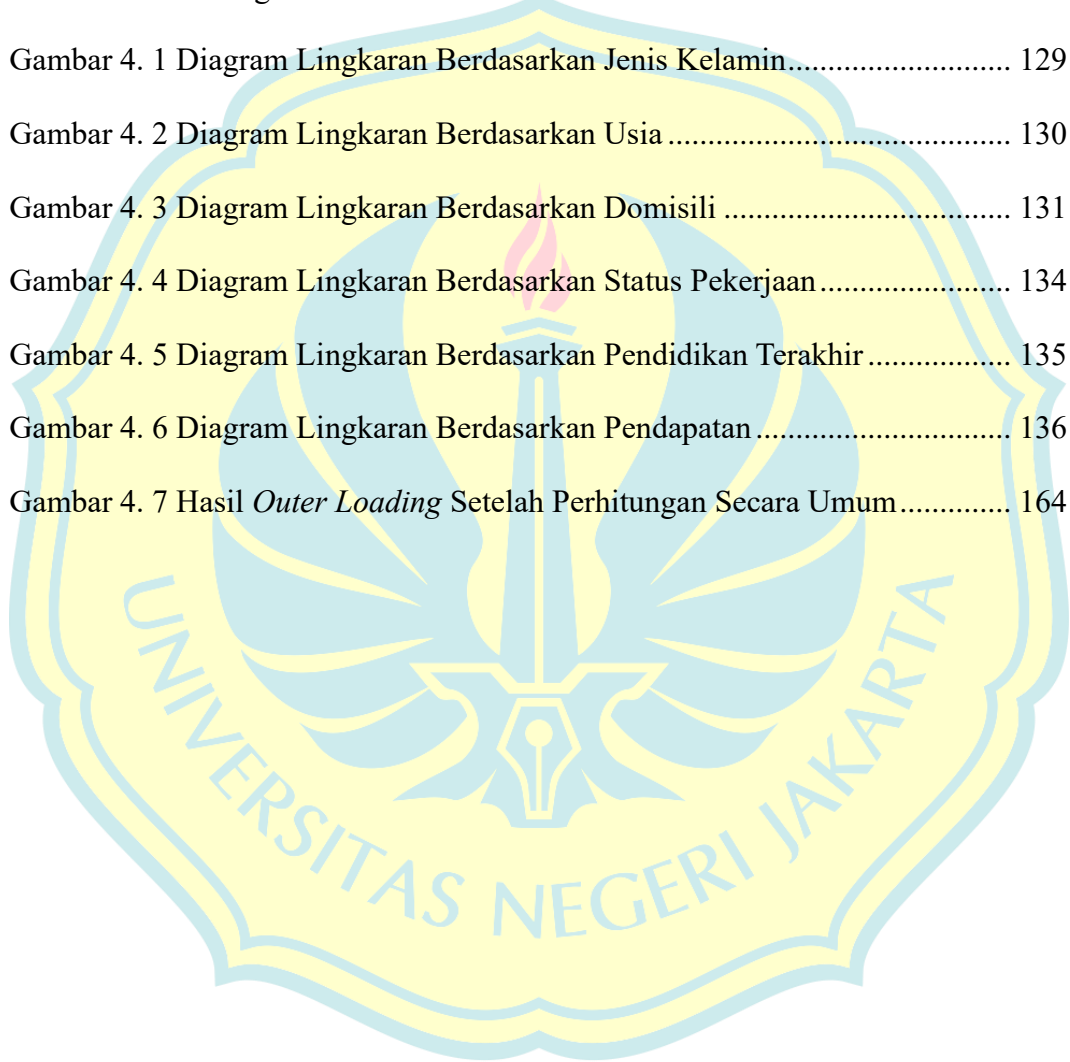 Gambar 4. 1 Diagram Lingkaran Berdasarkan Jenis Kelamin........................... 129
Gambar 4. 2 Diagram Lingkaran Berdasarkan Usia.......................................... 130
Gambar 4. 3 Diagram Lingkaran Berdasarkan Domisili................................... 131
Gambar 4. 4 Diagram Lingkaran Berdasarkan Status Pekerjaan....................... 134
Gambar 4. 5 Diagram Lingkaran Berdasarkan Pendidikan Terakhir................. 135
Gambar 4. 6 Diagram Lingkaran Berdasarkan Pendapatan............................... 136
Gambar 4. 7 Hasil Outer Loading Setelah Perhitungan Secara Umum.............. 164
UNIVERSITAS NEGERI JAKARTA